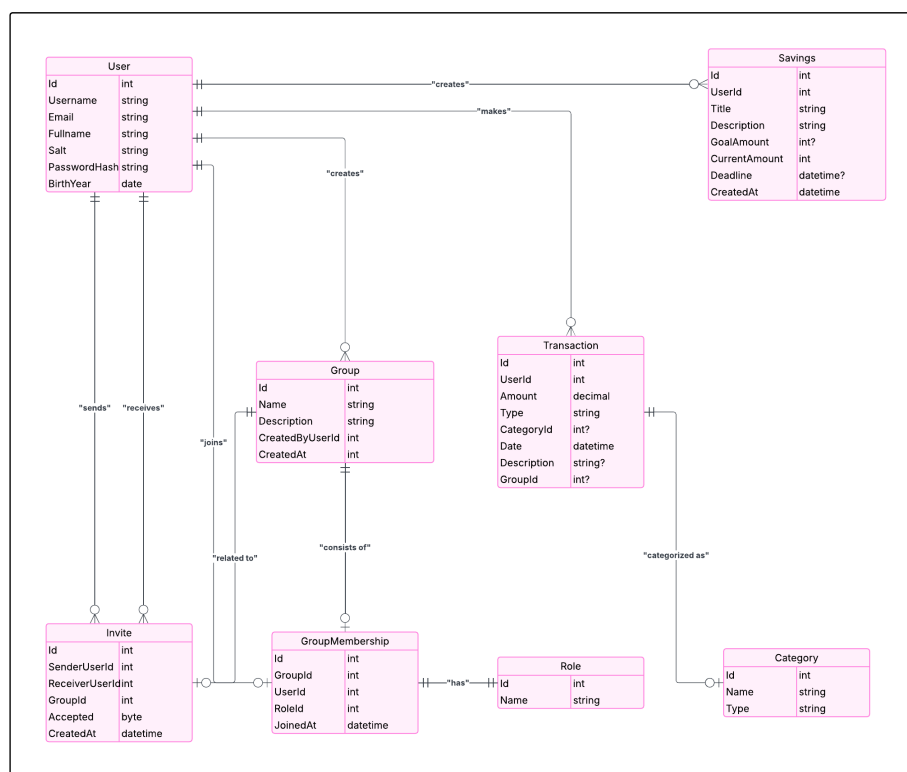 User
Id int
Username string
Email string
Fullname string
Salt string
PasswordHash string
BirthYear date
"creates"
Savings
Id int
UserId int
Title string
Description string
GoalAmount int?
CurrentAmount int
Deadline datetime?
CreatedAt datetime
"makes"
"creates"
Transaction
Id int
UserId int
Amount decimal
Type string
CategoryId int?
Date datetime
Description string?
GroupId int?
Group
Id int
Name string
Description string
CreatedByUserId int
CreatedAt int
"sends"
"receives"
"joins"
"related to"
"consists of"
"categorized as"
Invite
Id int
SenderUserId int
ReceiverUserId int
GroupId int
Accepted byte
CreatedAt datetime
GroupMembership
Id int
GroupId int
UserId int
RoleId int
JoinedAt datetime
"has"
Role
Id int
Name string
Category
Id int
Name string
Type string